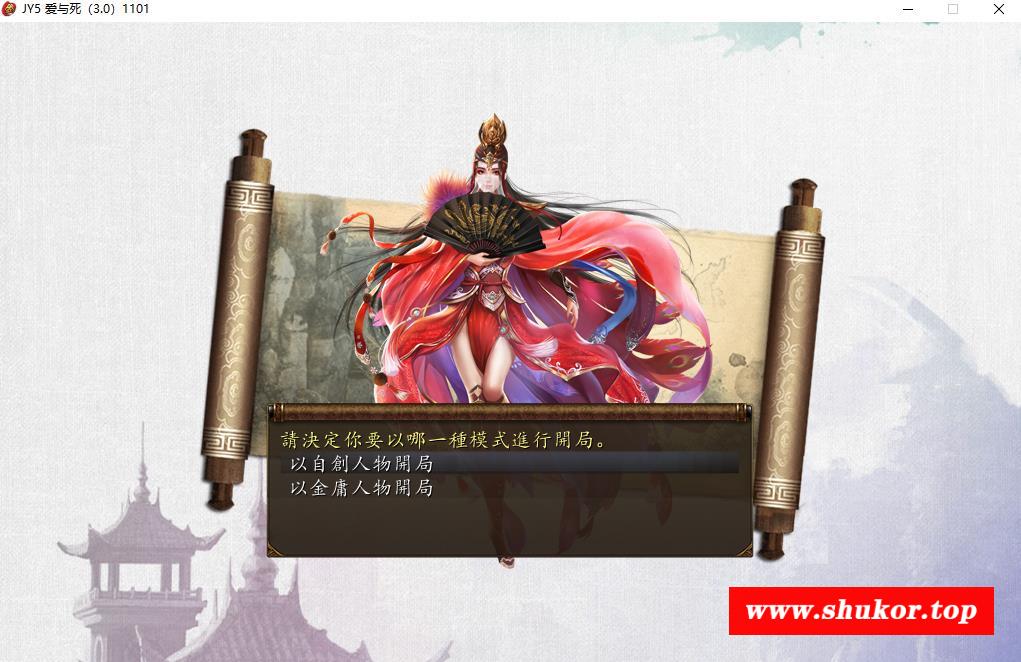 JY5 爱与死（3.0）1101
請決定你要以哪一種模式進行開局。
以自創人物開局
以金庸人物開局
www.shukor.top